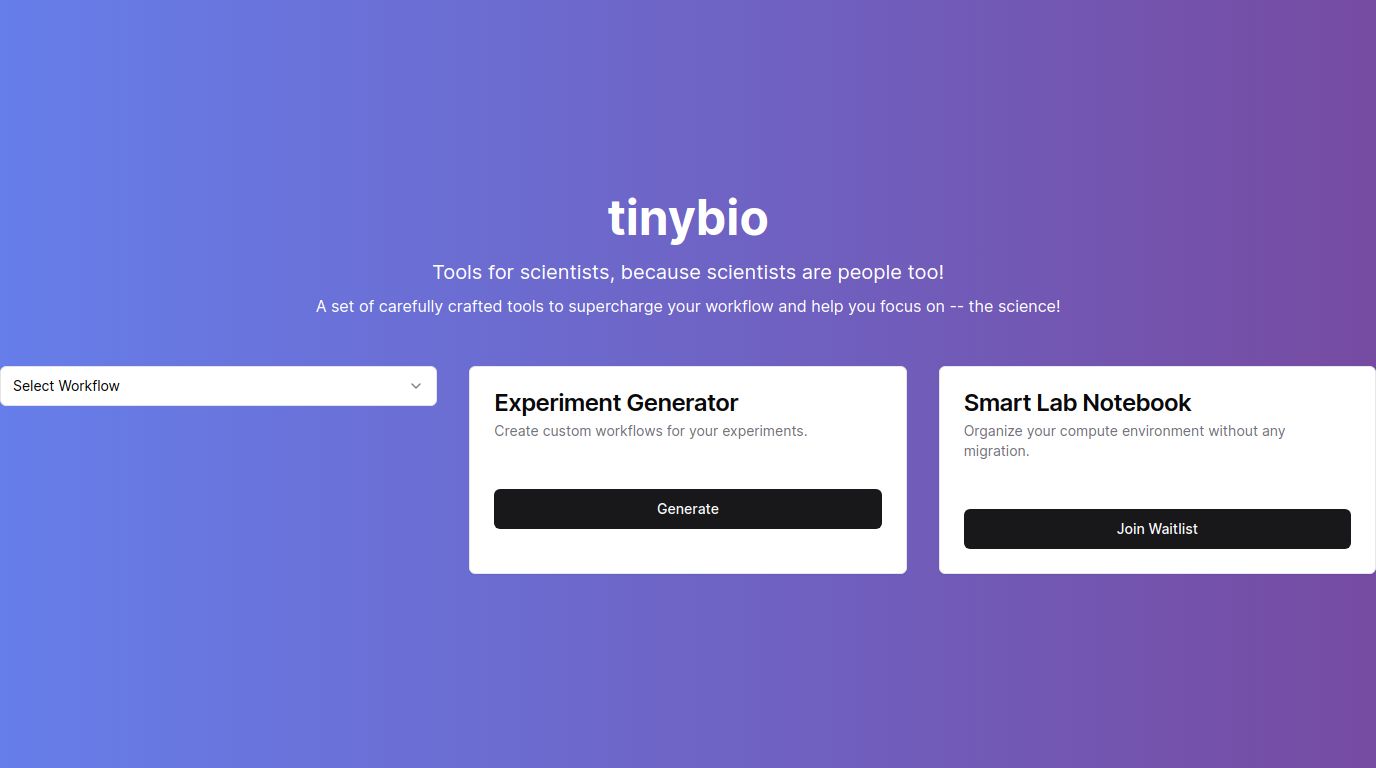 tinybio
Tools for scientists, because scientists are people too!
A set of carefully crafted tools to supercharge your workflow and help you focus on -- the science!
Select Workflow
Experiment Generator
Create custom workflows for your experiments.
Generate
Smart Lab Notebook
Organize your compute environment without any
migration.
Join Waitlist